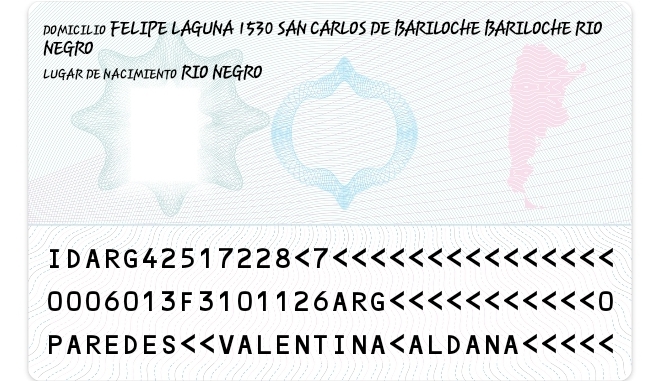 DOMICILIO FELIPE LAGUNA 1530 SAN CARLOS DE BARILOCHE BARILOCHE RIO
NEGRO
LUGAR DE NACIMIENTO RIO NEGRO
IDARG42517228<7<<<<<<<<<<<<<<<
0006013F3101126ARG<<<<<<<<<<<0
PAREDES<<VALENTINA<ALDANA<<<<<